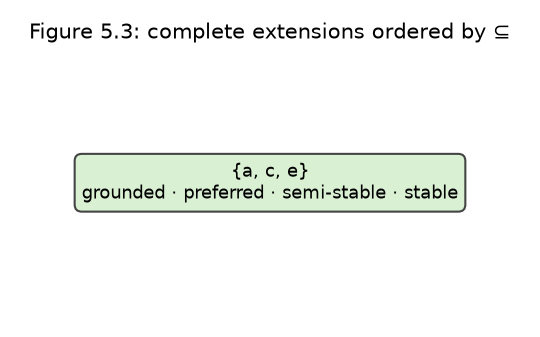 Figure 5.3: complete extensions ordered by ⊆
{a, c, e}
grounded · preferred · semi-stable · stable